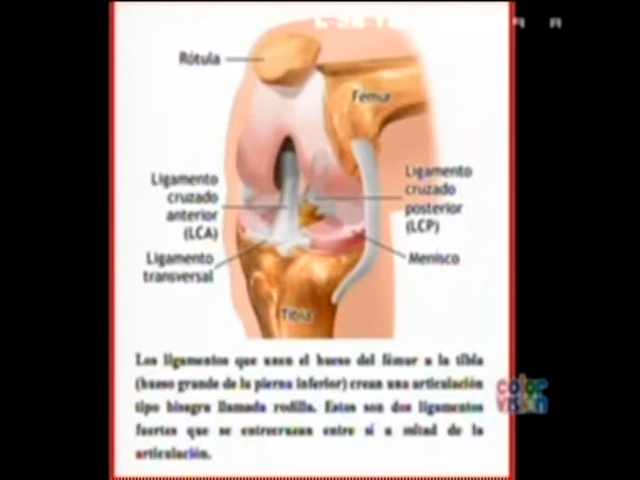 Rótula
Fémur
Ligamento
cruzado
anterior
(LCA)
Ligamento
cruzado
posterior
(LCP)
Ligamento
transversal
Menisco
Tibia
Los ligamentos que unen el hueso del fémur a la tibia
(hueso grande de la pierna inferior) crean una articulación
tipo bisagra llamada rodilla. Estos son dos ligamentos
fuertes que se entrecruzan entre sí a mitad de la
articulación.
color
visión